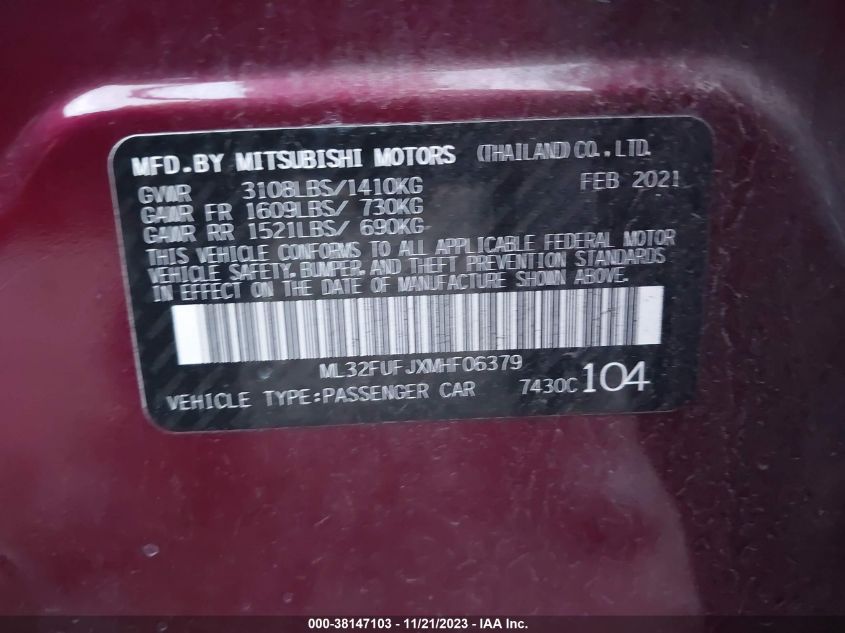 MFD.BY MITSUBISHI MOTORS (THAILAND) CO., LTD.
GVWR 3108LBS/1410KG FEB 2021
GAWR FR 1609LBS/ 730KG
GAWR RR 1521LBS/ 690KG
THIS VEHICLE CONFORMS TO ALL APPLICABLE FEDERAL MOTOR
VEHICLE SAFETY, BUMPER, AND THEFT PREVENTION STANDARDS
IN EFFECT ON THE DATE OF MANUFACTURE SHOWN ABOVE.
ML32FUFJXMHF06379
VEHICLE TYPE:PASSENGER CAR 7430C 104
000-38147103 - 11/21/2023 - IAA Inc.